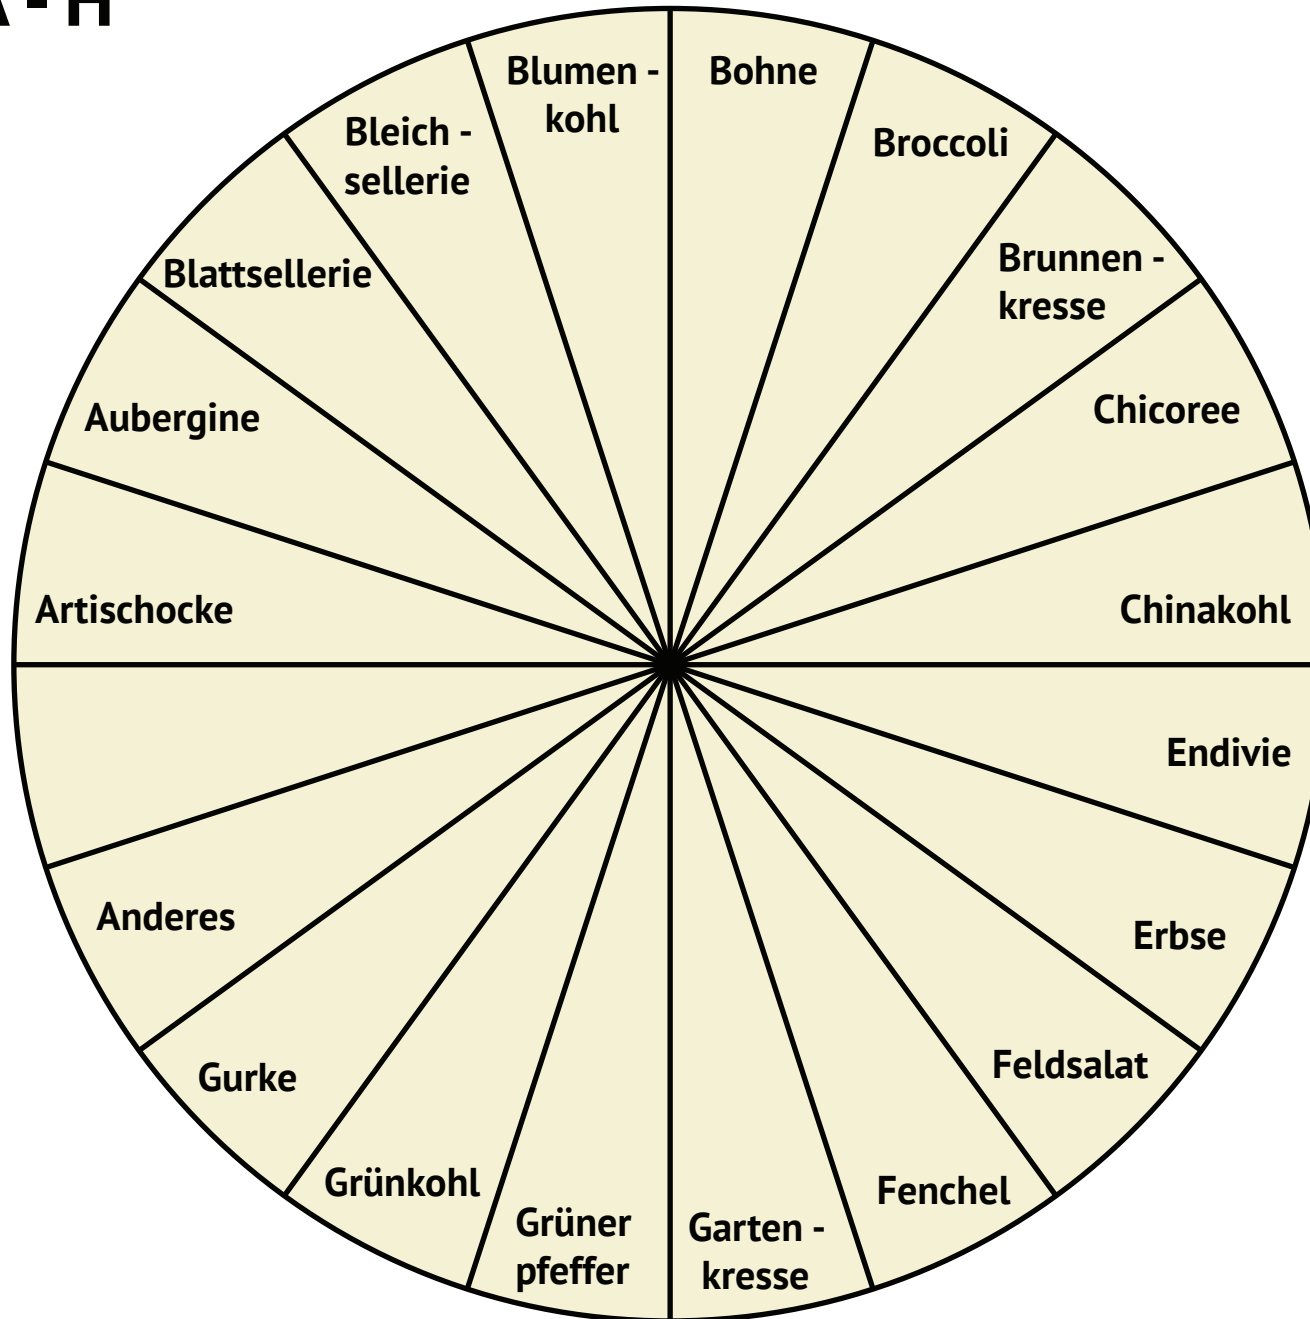 A - H
Blumen -
kohl
Bohne
Bleich -
sellerie
Broccoli
Blattsellerie
Brunnen -
kresse
Aubergine
Chicoree
Artischocke
Chinakohl
Endivie
Anderes
Erbse
Gurke
Feldsalat
Grünkohl
Fenchel
Grüner
pfeffer
Garten -
kresse